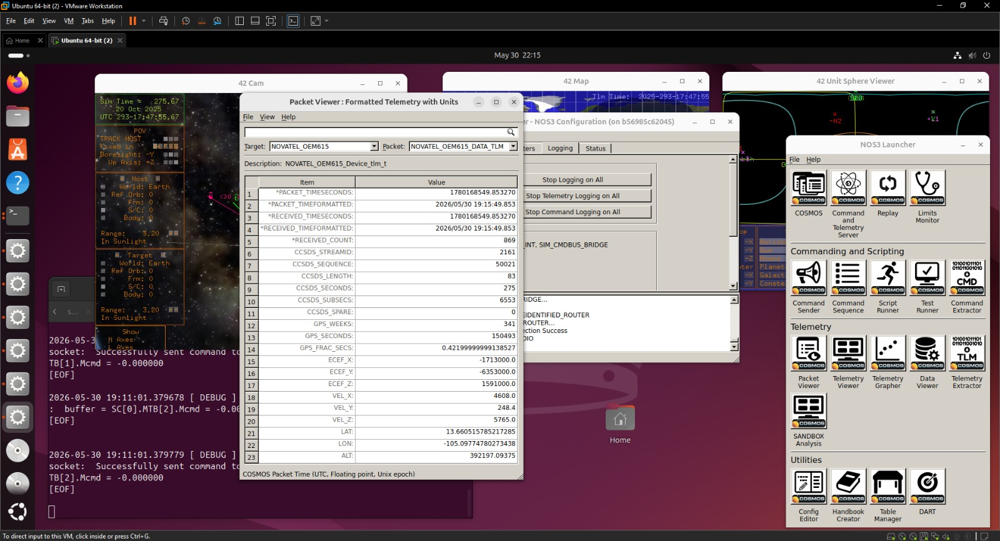 Ubuntu 64-bit (2) - VMware Workstation
File Edit View VM Tabs Help
Home
Ubuntu 64-bit (2)
May 30 22:15
42 Cam
Sim Time = 275.67
20 Oct 2025
UTC 293-17:47:55.67
POV
TRACK HOST
Fixed in
Boresight: -Y
Up Axis: +Z
Host
World: Earth
Ref Orb: 0
Frm: 0
S/C: 0
Body: 0
Range: 3.20
In Sunlight
Target
World: Earth
Ref Orb: 0
Frm: 0
S/C: 0
Body: 0
Range: 3.20
In Sunlight
Show
N Axes
L Axes
Packet Viewer : Formatted Telemetry with Units
File View Help
Target: NOVATEL_OEM615 Packet: NOVATEL_OEM615_DATA_TLM
Description: NOVATEL_OEM615_Device_tlm_t
Item Value
1 *PACKET_TIMESECONDS: 1780168549.853270
2 *PACKET_TIMEFORMATTED: 2026/05/30 19:15:49.853
3 *RECEIVED_TIMESECONDS: 1780168549.853270
4 *RECEIVED_TIMEFORMATTED: 2026/05/30 19:15:49.853
5 *RECEIVED_COUNT: 869
6 CCSDS_STREAMID: 2161
7 CCSDS_SEQUENCE: 50021
8 CCSDS_LENGTH: 83
9 CCSDS_SECONDS: 275
10 CCSDS_SUBSECS: 6553
11 CCSDS_SPARE: 0
12 GPS_WEEKS: 341
13 GPS_SECONDS: 150493
14 GPS_FRAC_SECS: 0.42199999999138527
15 ECEF_X: -1713000.0
16 ECEF_Y: -6353000.0
17 ECEF_Z: 1591000.0
18 VEL_X: 4608.0
19 VEL_Y: 248.4
20 VEL_Z: 5765.0
21 LAT: 13.660515785217285
22 LON: -105.09774780273438
23 ALT: 392197.09375
COSMOS Packet Time (UTC, Floating point, Unix epoch)
42 Map
Tlm Time: 2025-293-17:47:55
er - NOS3 Configuration (on b56985c62045)
ters Logging Status
Stop Logging on All
Stop Telemetry Logging on All
Stop Command Logging on All
_INT, SIM_CMDBUS_BRIDGE
RIDGE...
EIDENTIFIED_ROUTER
ROUTER...
ection Success
DIO
42 Unit Sphere Viewer
-H2
+V1
-X
-Y
-Z
-X
-Y
NOS3 Launcher
File Help
COSMOS COSMOS COSMOS COSMOS
COSMOS
Command and Telemetry Server
Replay
Limits Monitor
Commanding and Scripting
COSMOS COSMOS COSMOS COSMOS COSMOS
101001011101
011011001010
CMD
Command Sender
Command Sequence
Script Runner
Test Runner
Command Extractor
Telemetry
COSMOS COSMOS COSMOS COSMOS COSMOS
TLM
Packet Viewer
Telemetry Viewer
Telemetry Grapher
Data Viewer
Telemetry Extractor
COSMOS
SANDBOX Analysis
Utilities
COSMOS COSMOS COSMOS COSMOS
Config Editor
Handbook Creator
Table Manager
DART
s...
2026-05-3
socket: Successfully sent command to
TB[1].Mcmd = -0.000000
[EOF]
2026-05-30 19:11:01.379678 [ DEBUG ]
: buffer = SC[0].MTB[2].Mcmd = -0.00
[EOF]
2026-05-30 19:11:01.379779 [ DEBUG ]
socket: Successfully sent command to
TB[2].Mcmd = -0.000000
[EOF]
Home
To direct input to this VM, click inside or press Ctrl+G.